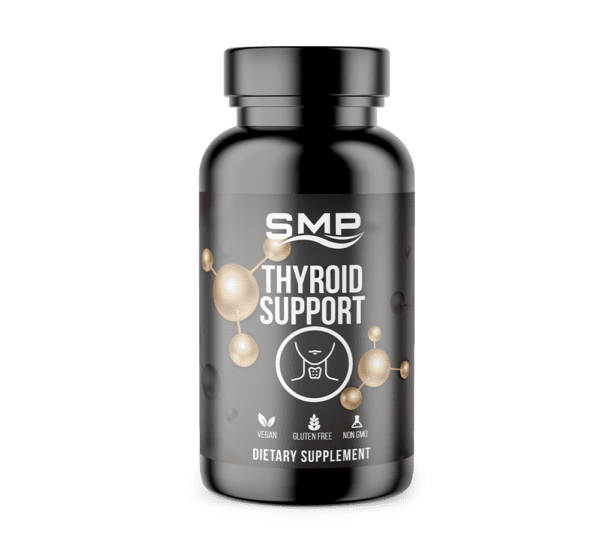 SMP
THYROID
SUPPORT
VEGAN GLUTEN FREE NON GMO
DIETARY SUPPLEMENT